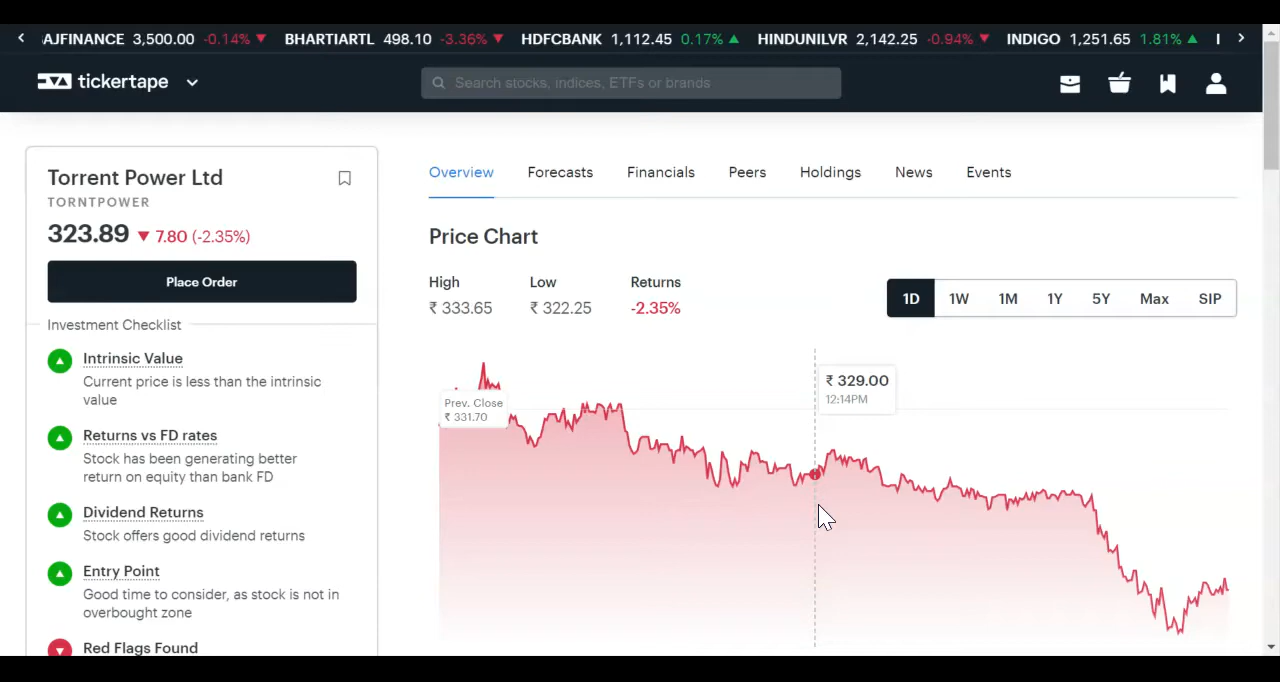 AJFINANCE 3,500.00 -0.14% ▼ BHARTIARTL 498.10 -3.36% ▼ HDFCBANK 1,112.45 0.17% ▲ HINDUNILVR 2,142.25 -0.94% ▼ INDIGO 1,251.65 1.81% ▲
tickertape
Search stocks, indices, ETFs or brands
Torrent Power Ltd
TORNTPOWER
323.89 ▼ 7.80 (-2.35%)
Place Order
Investment Checklist
Intrinsic Value
Current price is less than the intrinsic
value
Returns vs FD rates
Stock has been generating better
return on equity than bank FD
Dividend Returns
Stock offers good dividend returns
Entry Point
Good time to consider, as stock is not in
overbought zone
Red Flags Found
Overview Forecasts Financials Peers Holdings News Events
Price Chart
High Low Returns
₹ 333.65 ₹ 322.25 -2.35%
1D 1W 1M 1Y 5Y Max SIP
₹ 329.00
12:14PM
Prev. Close
₹ 331.70